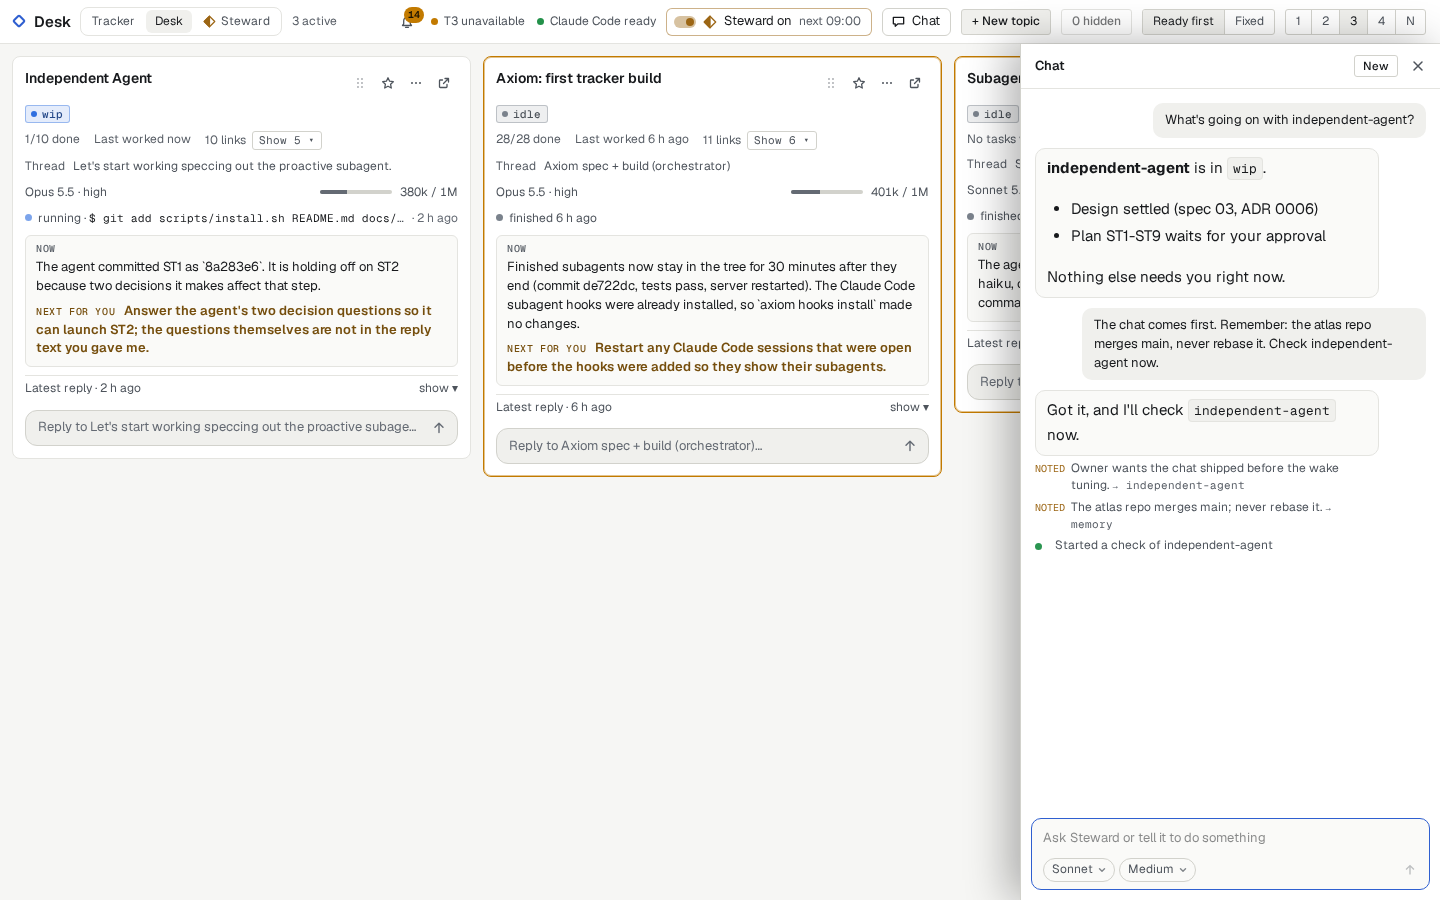 Desk
Tracker
Desk
Steward
3 active
14
T3 unavailable
Claude Code ready
Steward on next 09:00
Chat
+ New topic
0 hidden
Ready first
Fixed
1
2
3
4
N
Independent Agent
wip
1/10 done Last worked now 10 links Show 5
Thread Let's start working speccing out the proactive subagent.
Opus 5.5 · high 380k / 1M
running · $ git add scripts/install.sh README.md docs/… · 2 h ago
NOW
The agent committed ST1 as `8a283e6`. It is holding off on ST2
because two decisions it makes affect that step.
NEXT FOR YOU Answer the agent's two decision questions so it
can launch ST2; the questions themselves are not in the reply
text you gave me.
Latest reply · 2 h ago show ▾
Reply to Let's start working speccing out the proactive subage…
Axiom: first tracker build
idle
28/28 done Last worked 6 h ago 11 links Show 6
Thread Axiom spec + build (orchestrator)
Opus 5.5 · high 401k / 1M
finished 6 h ago
NOW
Finished subagents now stay in the tree for 30 minutes after they
end (commit de722dc, tests pass, server restarted). The Claude Code
subagent hooks were already installed, so `axiom hooks install` made
no changes.
NEXT FOR YOU Restart any Claude Code sessions that were open
before the hooks were added so they show their subagents.
Latest reply · 6 h ago show ▾
Reply to Axiom spec + build (orchestrator)…
Subage
idle
No tasks
Thread S
Sonnet 5.
finishe
NOW
The age
haiku, c
comma
Latest rep
Reply t
Chat
New
What's going on with independent-agent?
independent-agent is in wip.
• Design settled (spec 03, ADR 0006)
• Plan ST1-ST9 waits for your approval
Nothing else needs you right now.
The chat comes first. Remember: the atlas repo
merges main, never rebase it. Check independent-
agent now.
Got it, and I'll check independent-agent
now.
NOTED Owner wants the chat shipped before the wake
tuning. → independent-agent
NOTED The atlas repo merges main; never rebase it. →
memory
Started a check of independent-agent
Ask Steward or tell it to do something
Sonnet
Medium